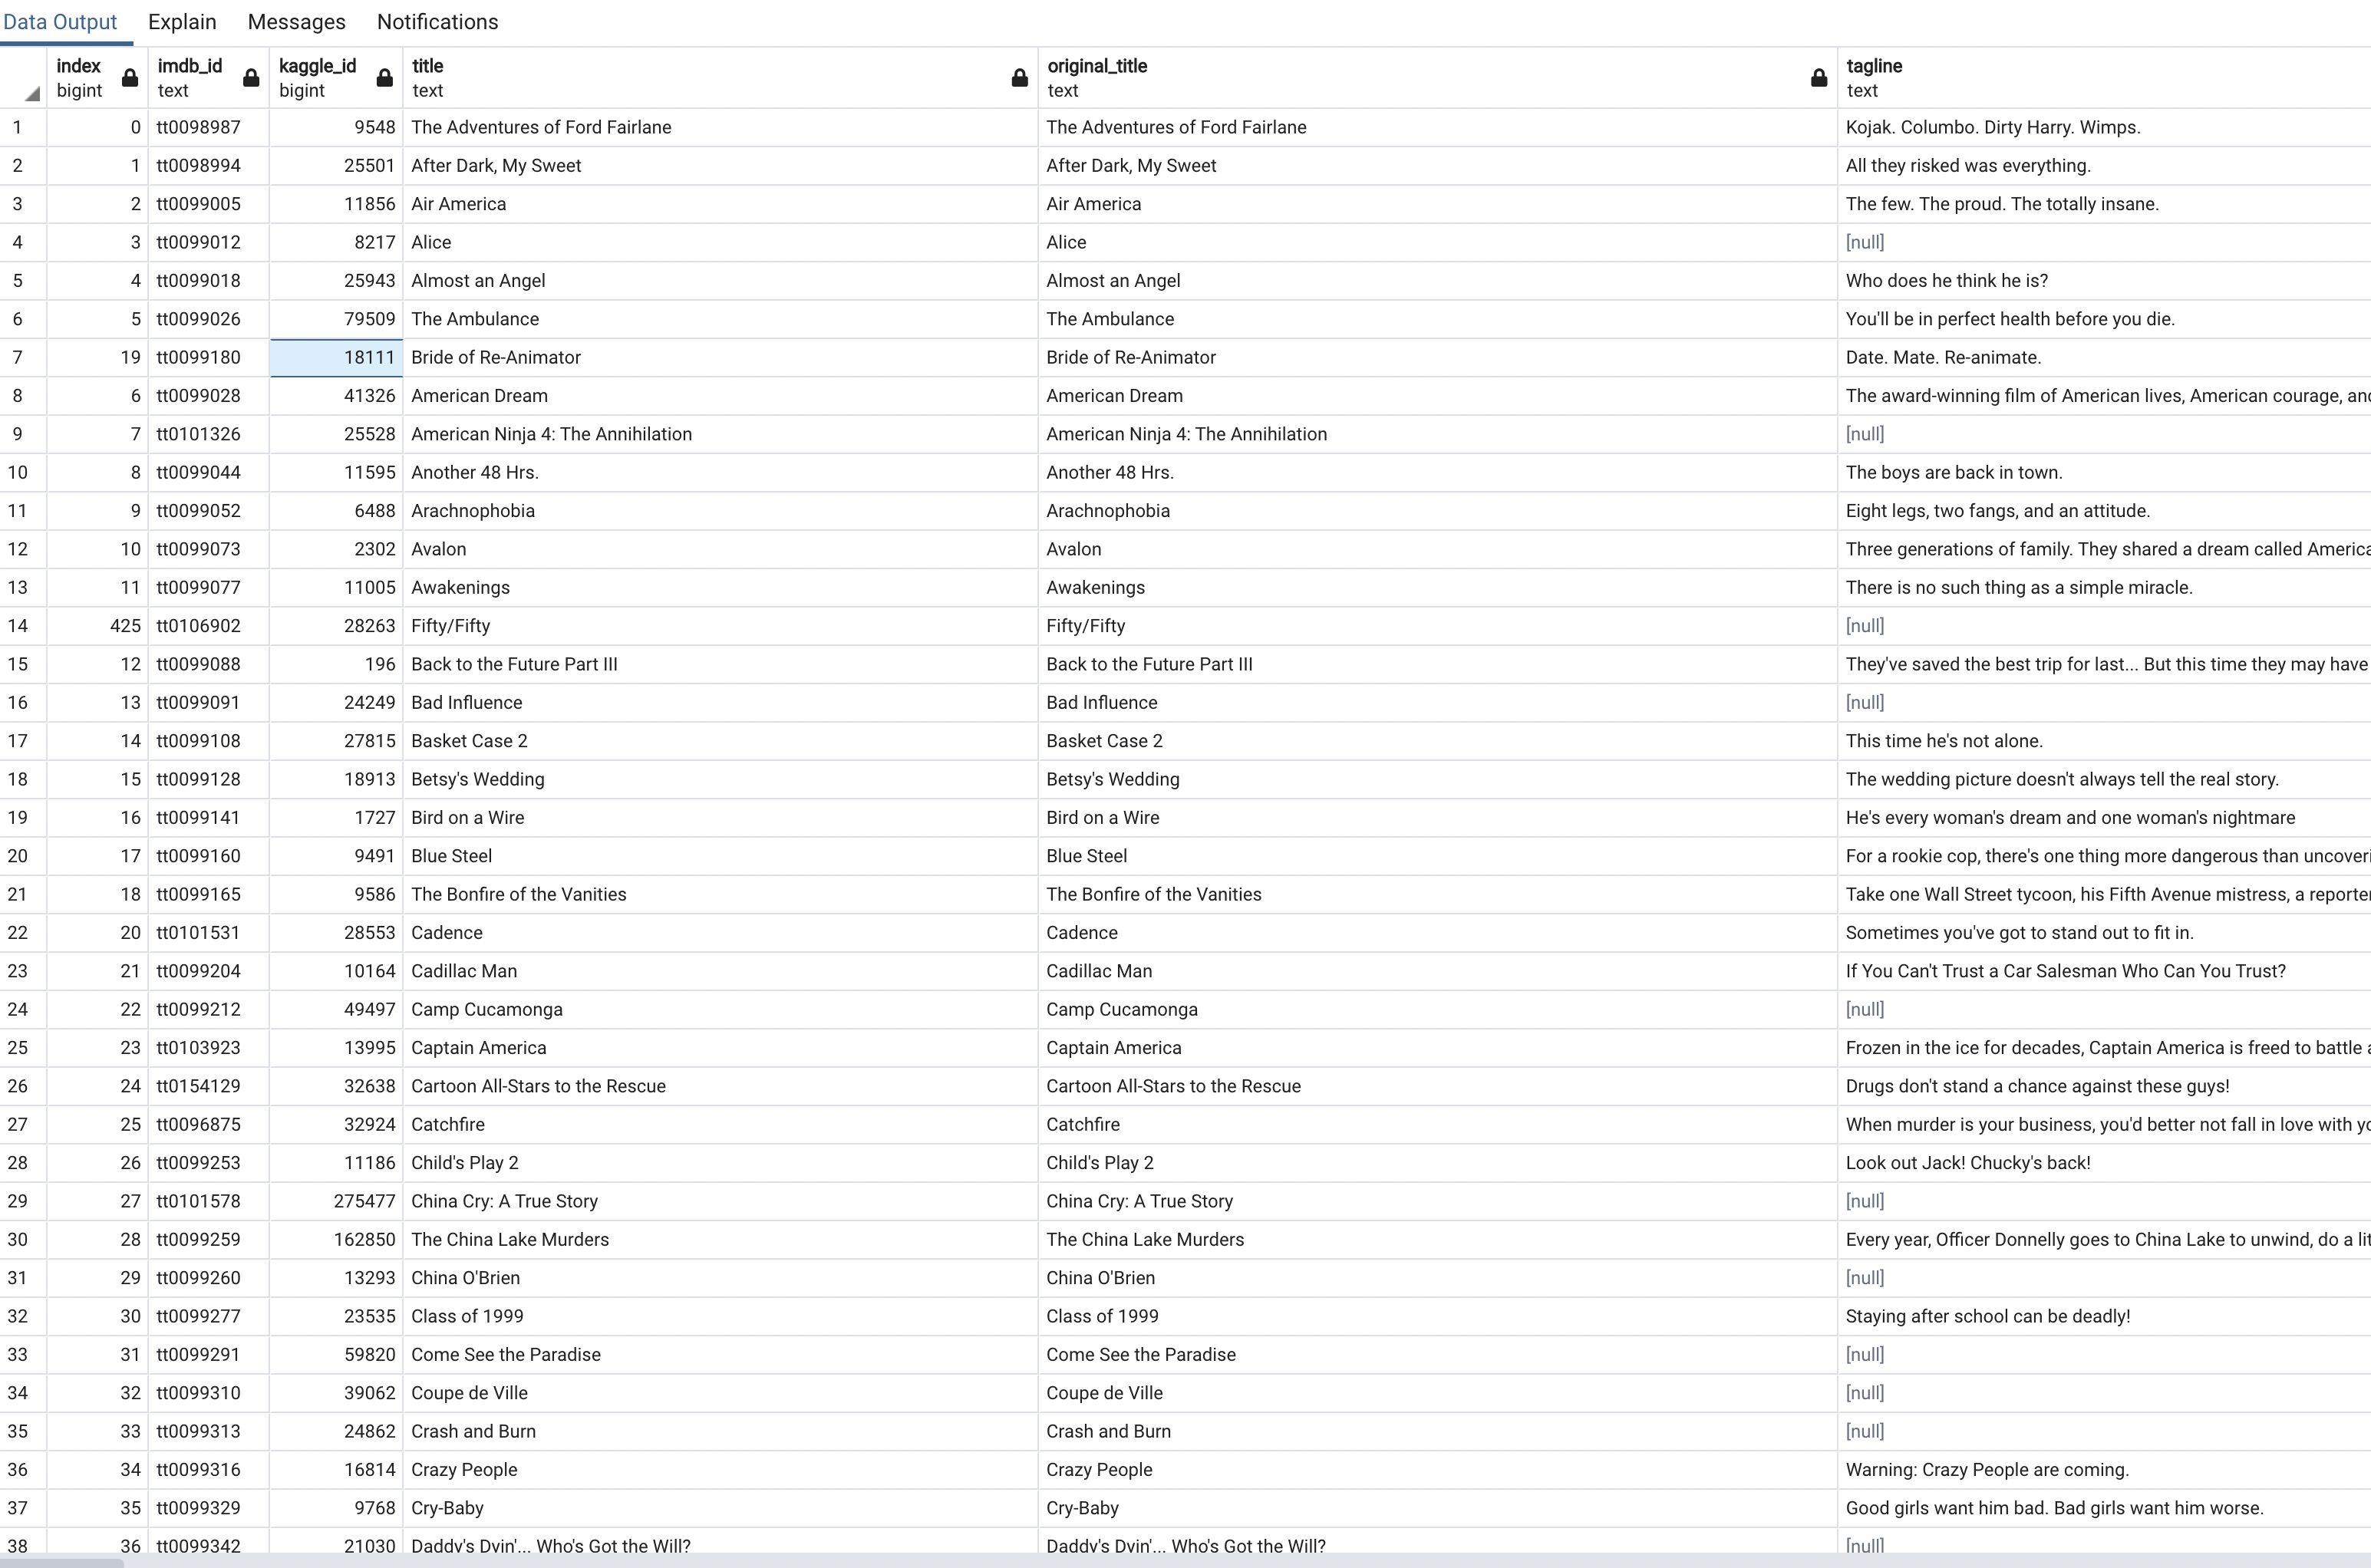 Data Output Explain Messages Notifications
index imdb_id kaggle_id title original_title tagline
bigint text bigint text text text
1 0 tt0098987 9548 The Adventures of Ford Fairlane The Adventures of Ford Fairlane Kojak. Columbo. Dirty Harry. Wimps.
2 1 tt0098994 25501 After Dark, My Sweet After Dark, My Sweet All they risked was everything.
3 2 tt0099005 11856 Air America Air America The few. The proud. The totally insane.
4 3 tt0099012 8217 Alice Alice [null]
5 4 tt0099018 25943 Almost an Angel Almost an Angel Who does he think he is?
6 5 tt0099026 79509 The Ambulance The Ambulance You'll be in perfect health before you die.
7 19 tt0099180 18111 Bride of Re-Animator Bride of Re-Animator Date. Mate. Re-animate.
8 6 tt0099028 41326 American Dream American Dream The award-winning film of American lives, American courage, and
9 7 tt0101326 25528 American Ninja 4: The Annihilation American Ninja 4: The Annihilation [null]
10 8 tt0099044 11595 Another 48 Hrs. Another 48 Hrs. The boys are back in town.
11 9 tt0099052 6488 Arachnophobia Arachnophobia Eight legs, two fangs, and an attitude.
12 10 tt0099073 2302 Avalon Avalon Three generations of family. They shared a dream called America
13 11 tt0099077 11005 Awakenings Awakenings There is no such thing as a simple miracle.
14 425 tt0106902 28263 Fifty/Fifty Fifty/Fifty [null]
15 12 tt0099088 196 Back to the Future Part III Back to the Future Part III They've saved the best trip for last... But this time they may have
16 13 tt0099091 24249 Bad Influence Bad Influence [null]
17 14 tt0099108 27815 Basket Case 2 Basket Case 2 This time he's not alone.
18 15 tt0099128 18913 Betsy's Wedding Betsy's Wedding The wedding picture doesn't always tell the real story.
19 16 tt0099141 1727 Bird on a Wire Bird on a Wire He's every woman's dream and one woman's nightmare
20 17 tt0099160 9491 Blue Steel Blue Steel For a rookie cop, there's one thing more dangerous than uncoveri
21 18 tt0099165 9586 The Bonfire of the Vanities The Bonfire of the Vanities Take one Wall Street tycoon, his Fifth Avenue mistress, a reporter
22 20 tt0101531 28553 Cadence Cadence Sometimes you've got to stand out to fit in.
23 21 tt0099204 10164 Cadillac Man Cadillac Man If You Can't Trust a Car Salesman Who Can You Trust?
24 22 tt0099212 49497 Camp Cucamonga Camp Cucamonga [null]
25 23 tt0103923 13995 Captain America Captain America Frozen in the ice for decades, Captain America is freed to battle a
26 24 tt0154129 32638 Cartoon All-Stars to the Rescue Cartoon All-Stars to the Rescue Drugs don't stand a chance against these guys!
27 25 tt0096875 32924 Catchfire Catchfire When murder is your business, you'd better not fall in love with yo
28 26 tt0099253 11186 Child's Play 2 Child's Play 2 Look out Jack! Chucky's back!
29 27 tt0101578 275477 China Cry: A True Story China Cry: A True Story [null]
30 28 tt0099259 162850 The China Lake Murders The China Lake Murders Every year, Officer Donnelly goes to China Lake to unwind, do a lit
31 29 tt0099260 13293 China O'Brien China O'Brien [null]
32 30 tt0099277 23535 Class of 1999 Class of 1999 Staying after school can be deadly!
33 31 tt0099291 59820 Come See the Paradise Come See the Paradise [null]
34 32 tt0099310 39062 Coupe de Ville Coupe de Ville [null]
35 33 tt0099313 24862 Crash and Burn Crash and Burn [null]
36 34 tt0099316 16814 Crazy People Crazy People Warning: Crazy People are coming.
37 35 tt0099329 9768 Cry-Baby Cry-Baby Good girls want him bad. Bad girls want him worse.
38 36 tt0099342 21030 Daddy's Dyin'... Who's Got the Will? Daddy's Dyin'... Who's Got the Will? [null]